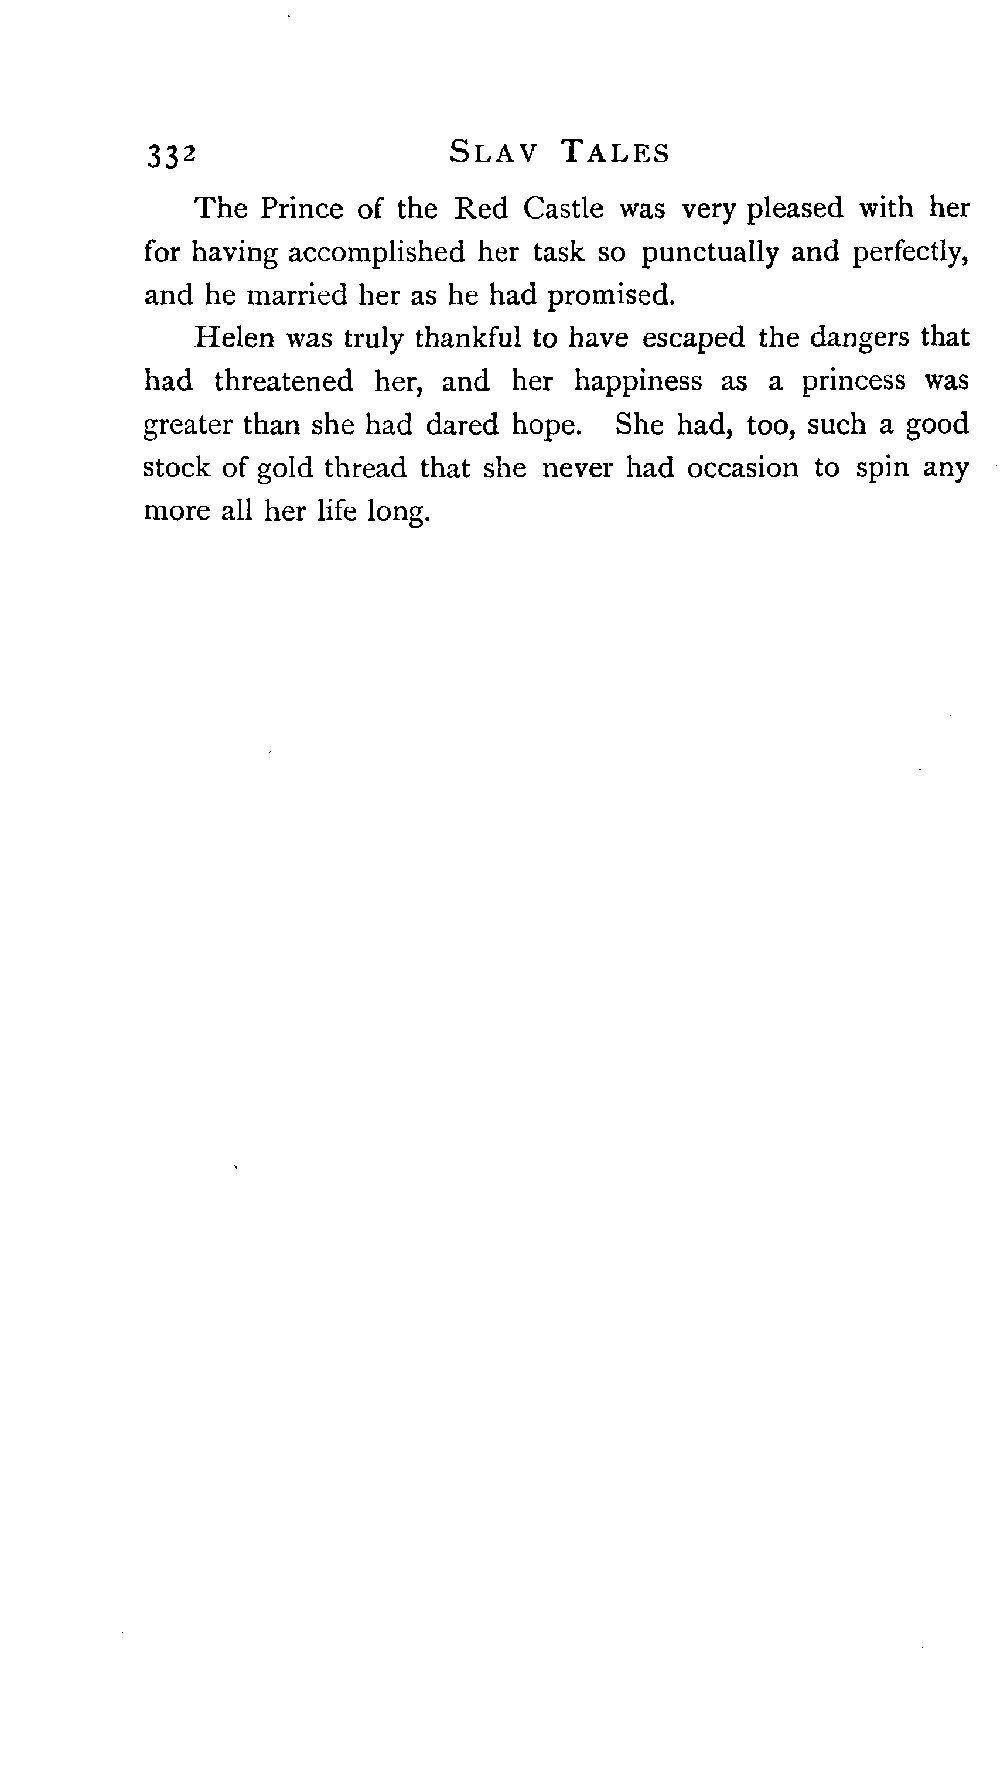 332 SLAV TALES
The Prince of the Red Castle was very pleased with her
for having accomplished her task so punctually and perfectly,
and he married her as he had promised.
Helen was truly thankful to have escaped the dangers that
had threatened her, and her happiness as a princess was
greater than she had dared hope. She had, too, such a good
stock of gold thread that she never had occasion to spin any
more all her life long.